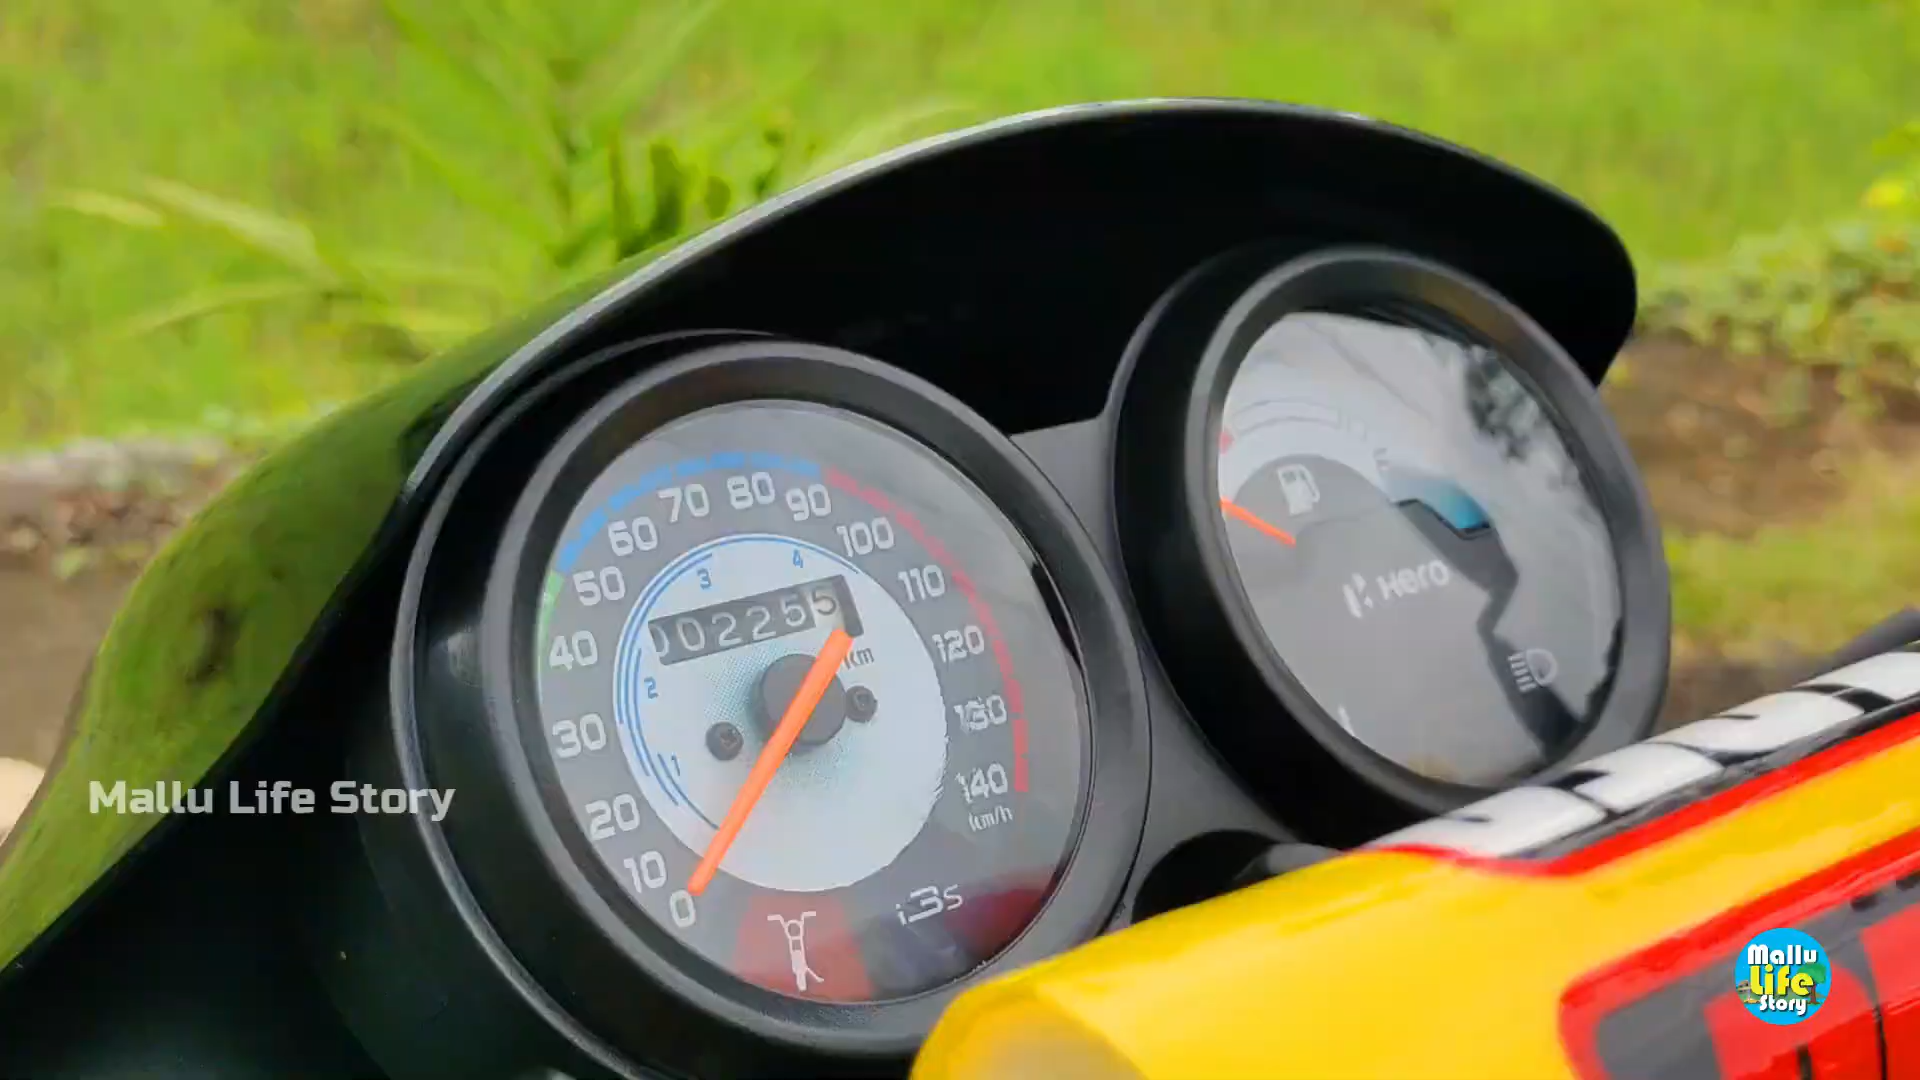 70 80 90
60 100
50 3 4 110
002255
40 Km 120
2
30 130
1
20 140
km/h
10
0 i3s
Hero
Mallu Life Story
Mallu
Life
Story